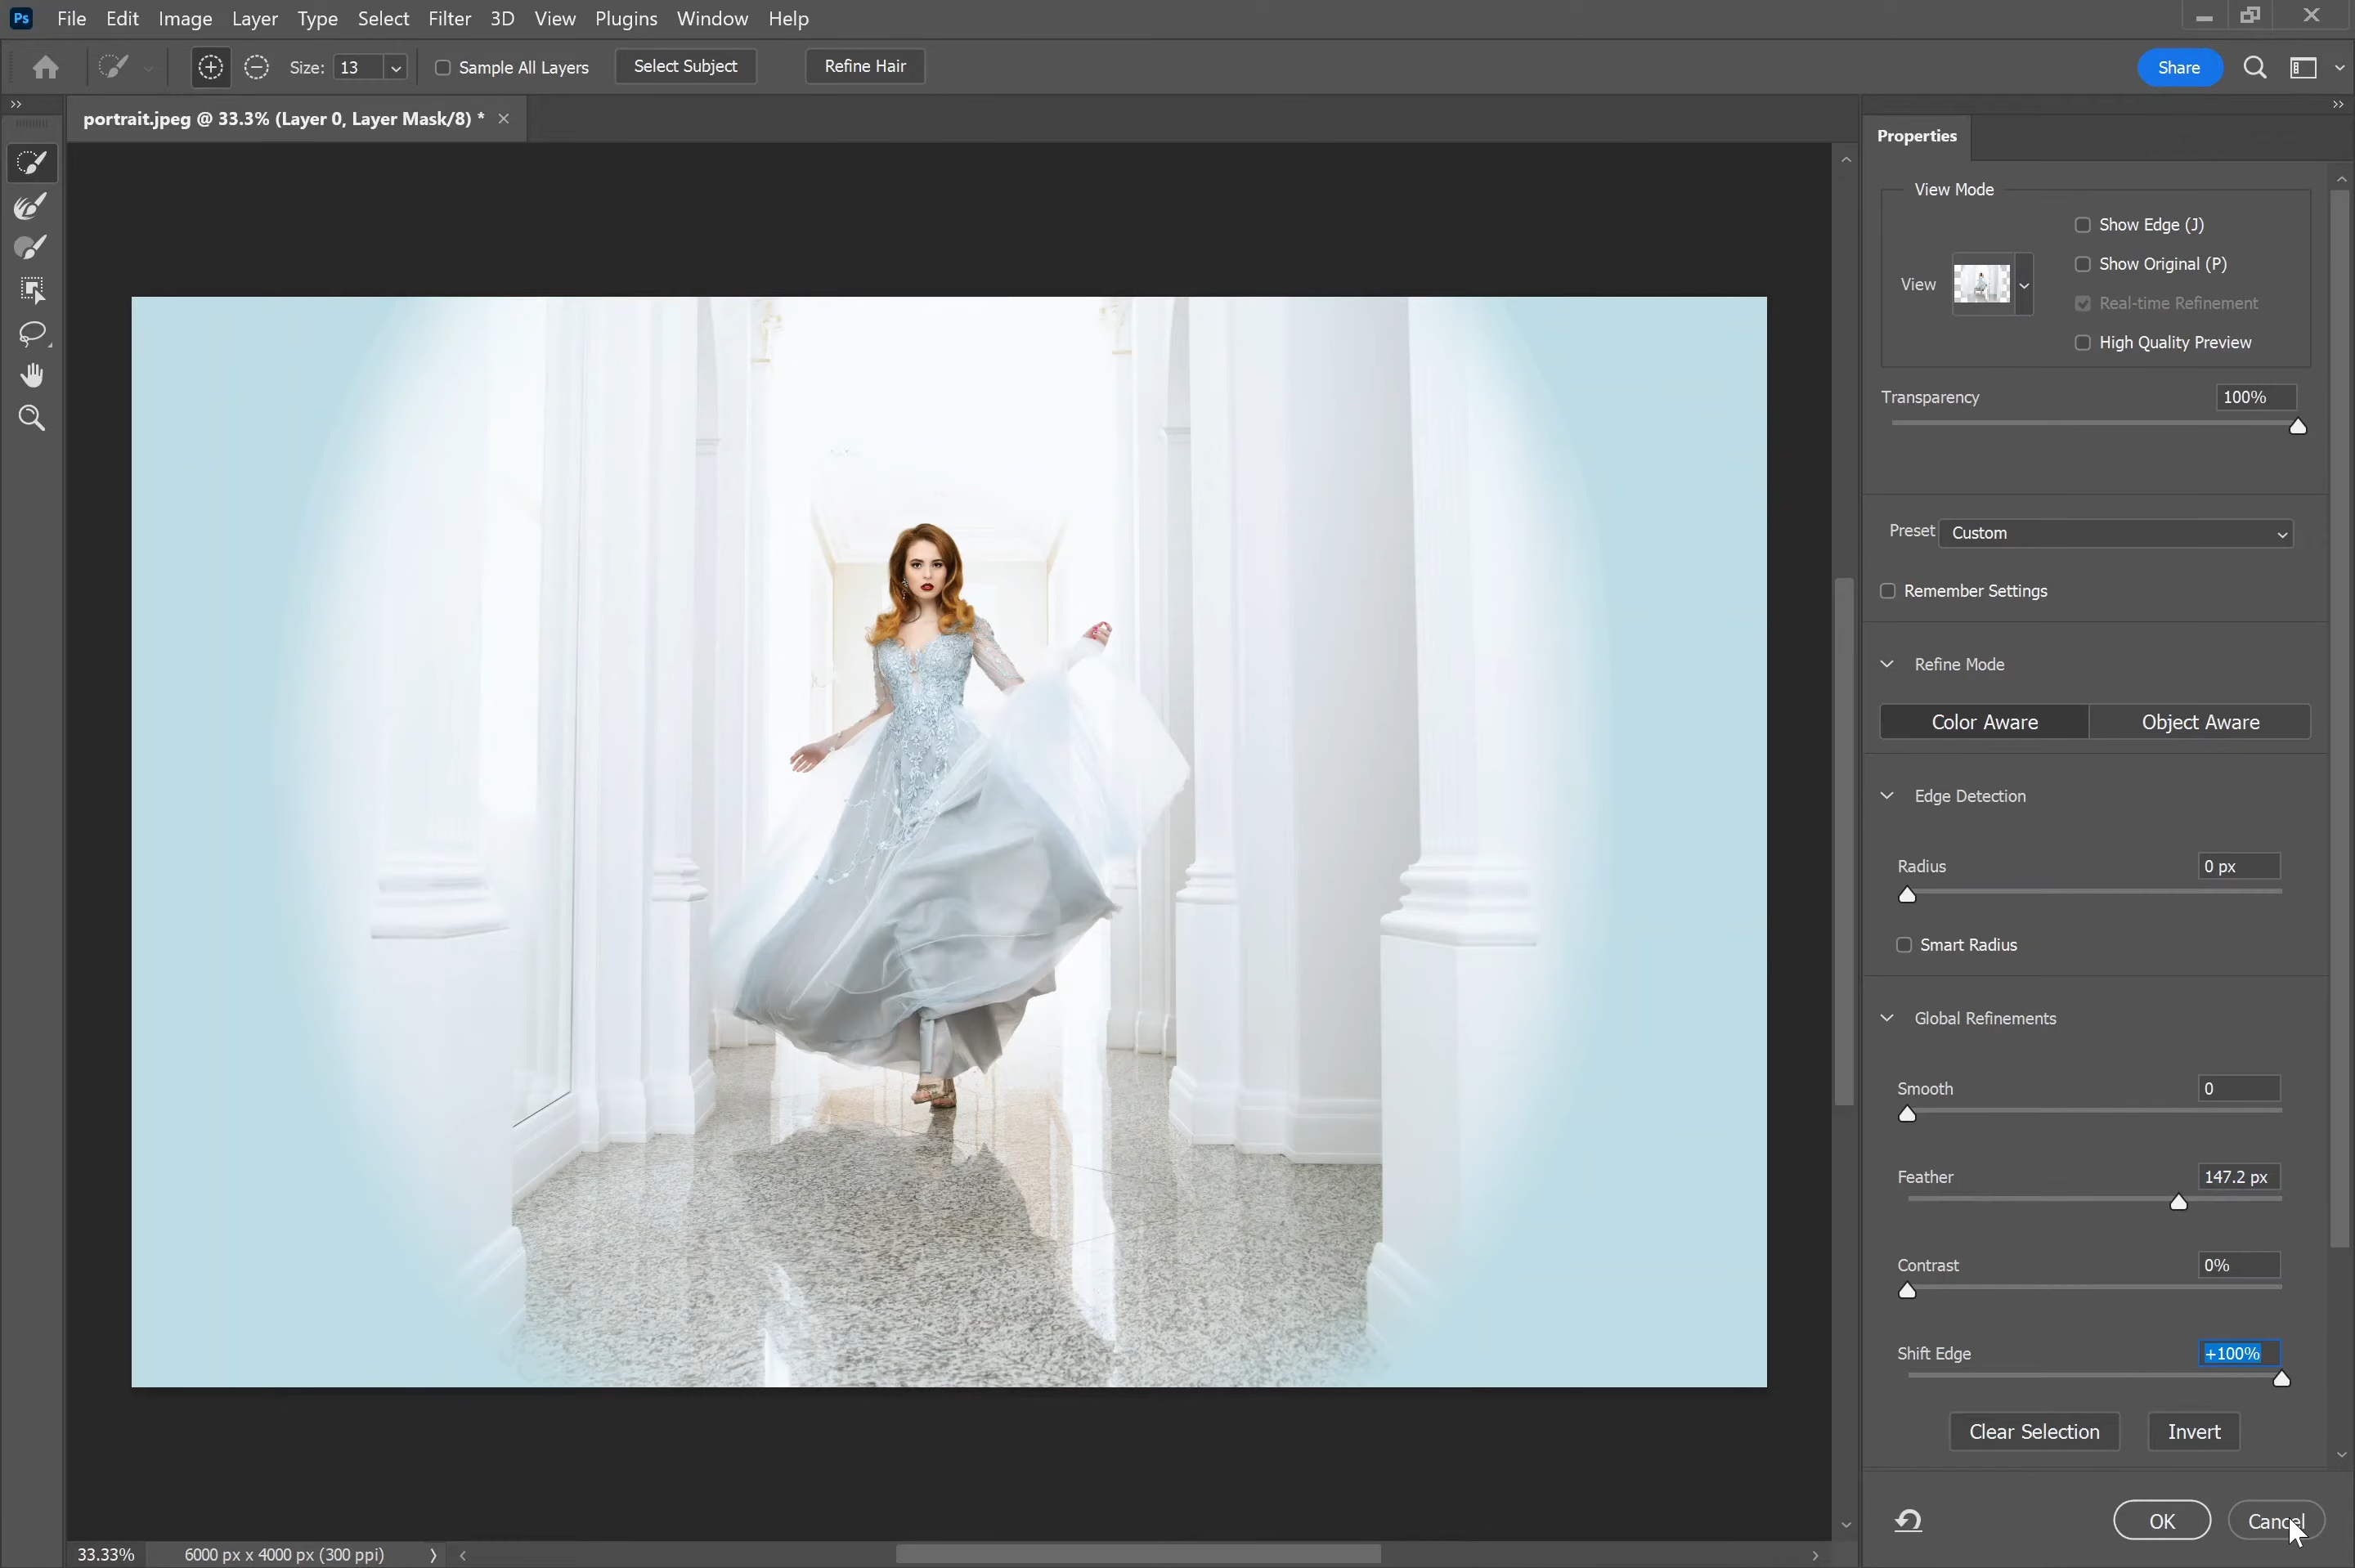 Ps File Edit Image Layer Type Select Filter 3D View Plugins Window Help
Size: 13 Sample All Layers Select Subject Refine Hair Share
portrait.jpeg @ 33.3% (Layer 0, Layer Mask/8) *
Properties
View Mode
Show Edge (J)
Show Original (P)
View
Real-time Refinement
High Quality Preview
Transparency 100%
Preset Custom
Remember Settings
Refine Mode
Color Aware Object Aware
Edge Detection
Radius 0 px
Smart Radius
Global Refinements
Smooth 0
Feather 147.2 px
Contrast 0%
Shift Edge +100%
Clear Selection Invert
OK Cancel
33.33% 6000 px x 4000 px (300 ppi)